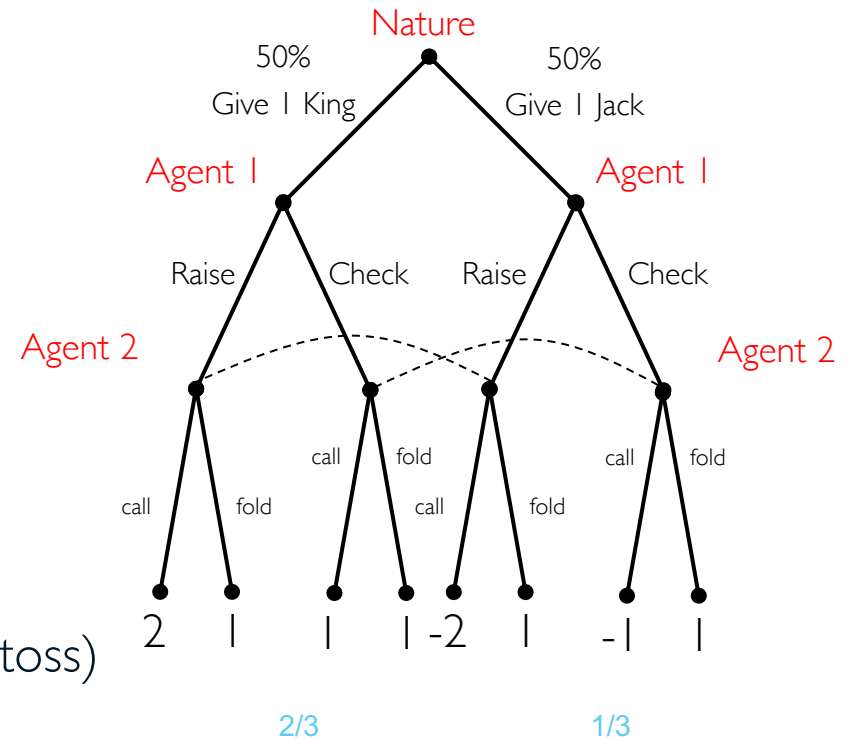 Nature
50% 50%
Give 1 King Give 1 Jack
Agent 1 Agent 1
Raise Check Raise Check
Agent 2 Agent 2
call fold call fold
call fold call fold
2 1 1 1 -2 1 -1 1
toss)
2/3 1/3